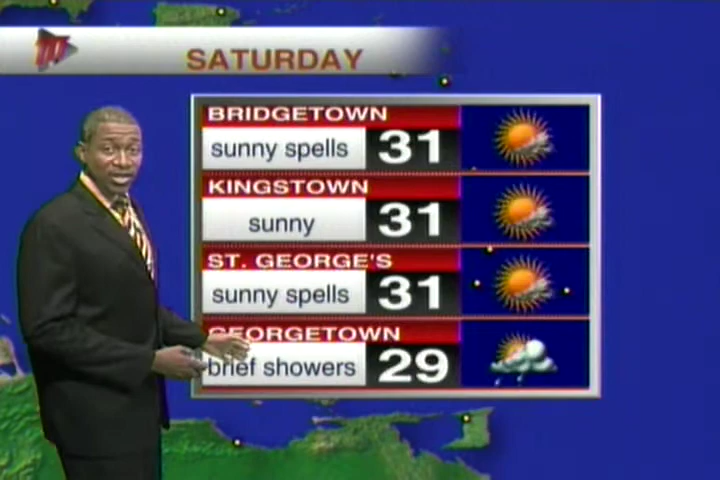 SATURDAY
BRIDGETOWN
sunny spells 31
KINGSTOWN
sunny 31
ST. GEORGE'S
sunny spells 31
GEORGETOWN
brief showers 29